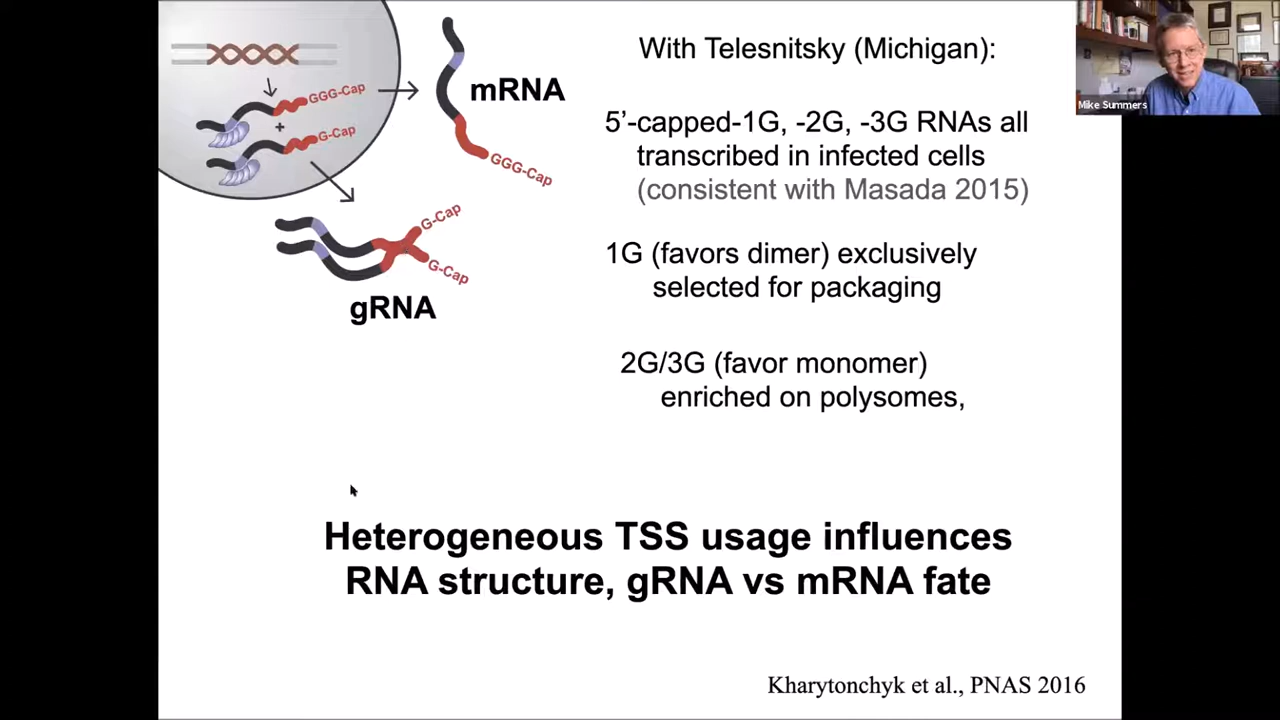 With Telesnitsky (Michigan):
5’-capped-1G, -2G, -3G RNAs all
transcribed in infected cells
(consistent with Masada 2015)
1G (favors dimer) exclusively
selected for packaging
2G/3G (favor monomer)
enriched on polysomes,
GGG-Cap
+
G-Cap
mRNA
GGG-Cap
G-Cap
G-Cap
gRNA
Heterogeneous TSS usage influences
RNA structure, gRNA vs mRNA fate
Kharytonchyk et al., PNAS 2016
Mike Summers